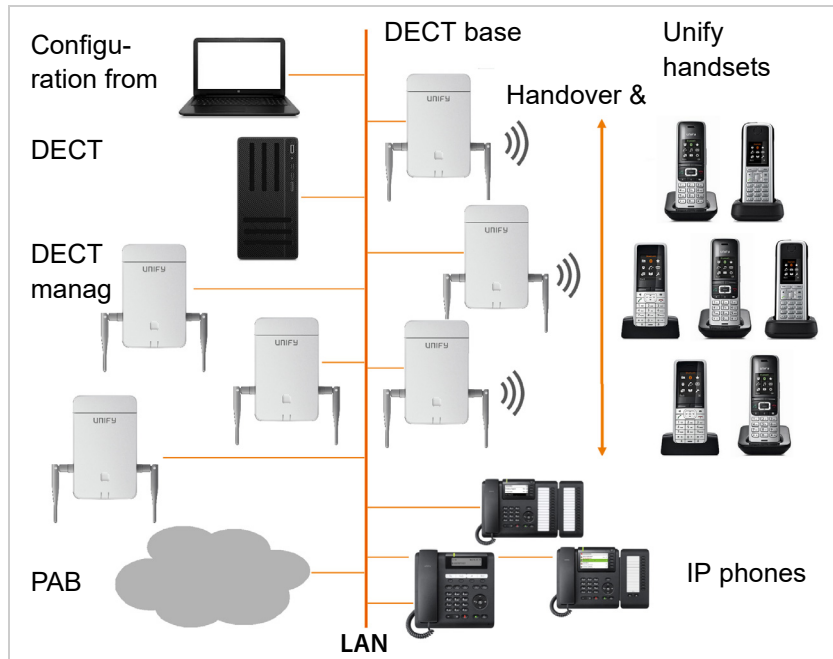 Configu-
ration from
DECT base
Unify
handsets
Handover &
UNIFY
DECT
UNIFY
DECT
manag
UNIFY
UNIFY
UNIFY
UNIFY
PAB
IP phones
LAN